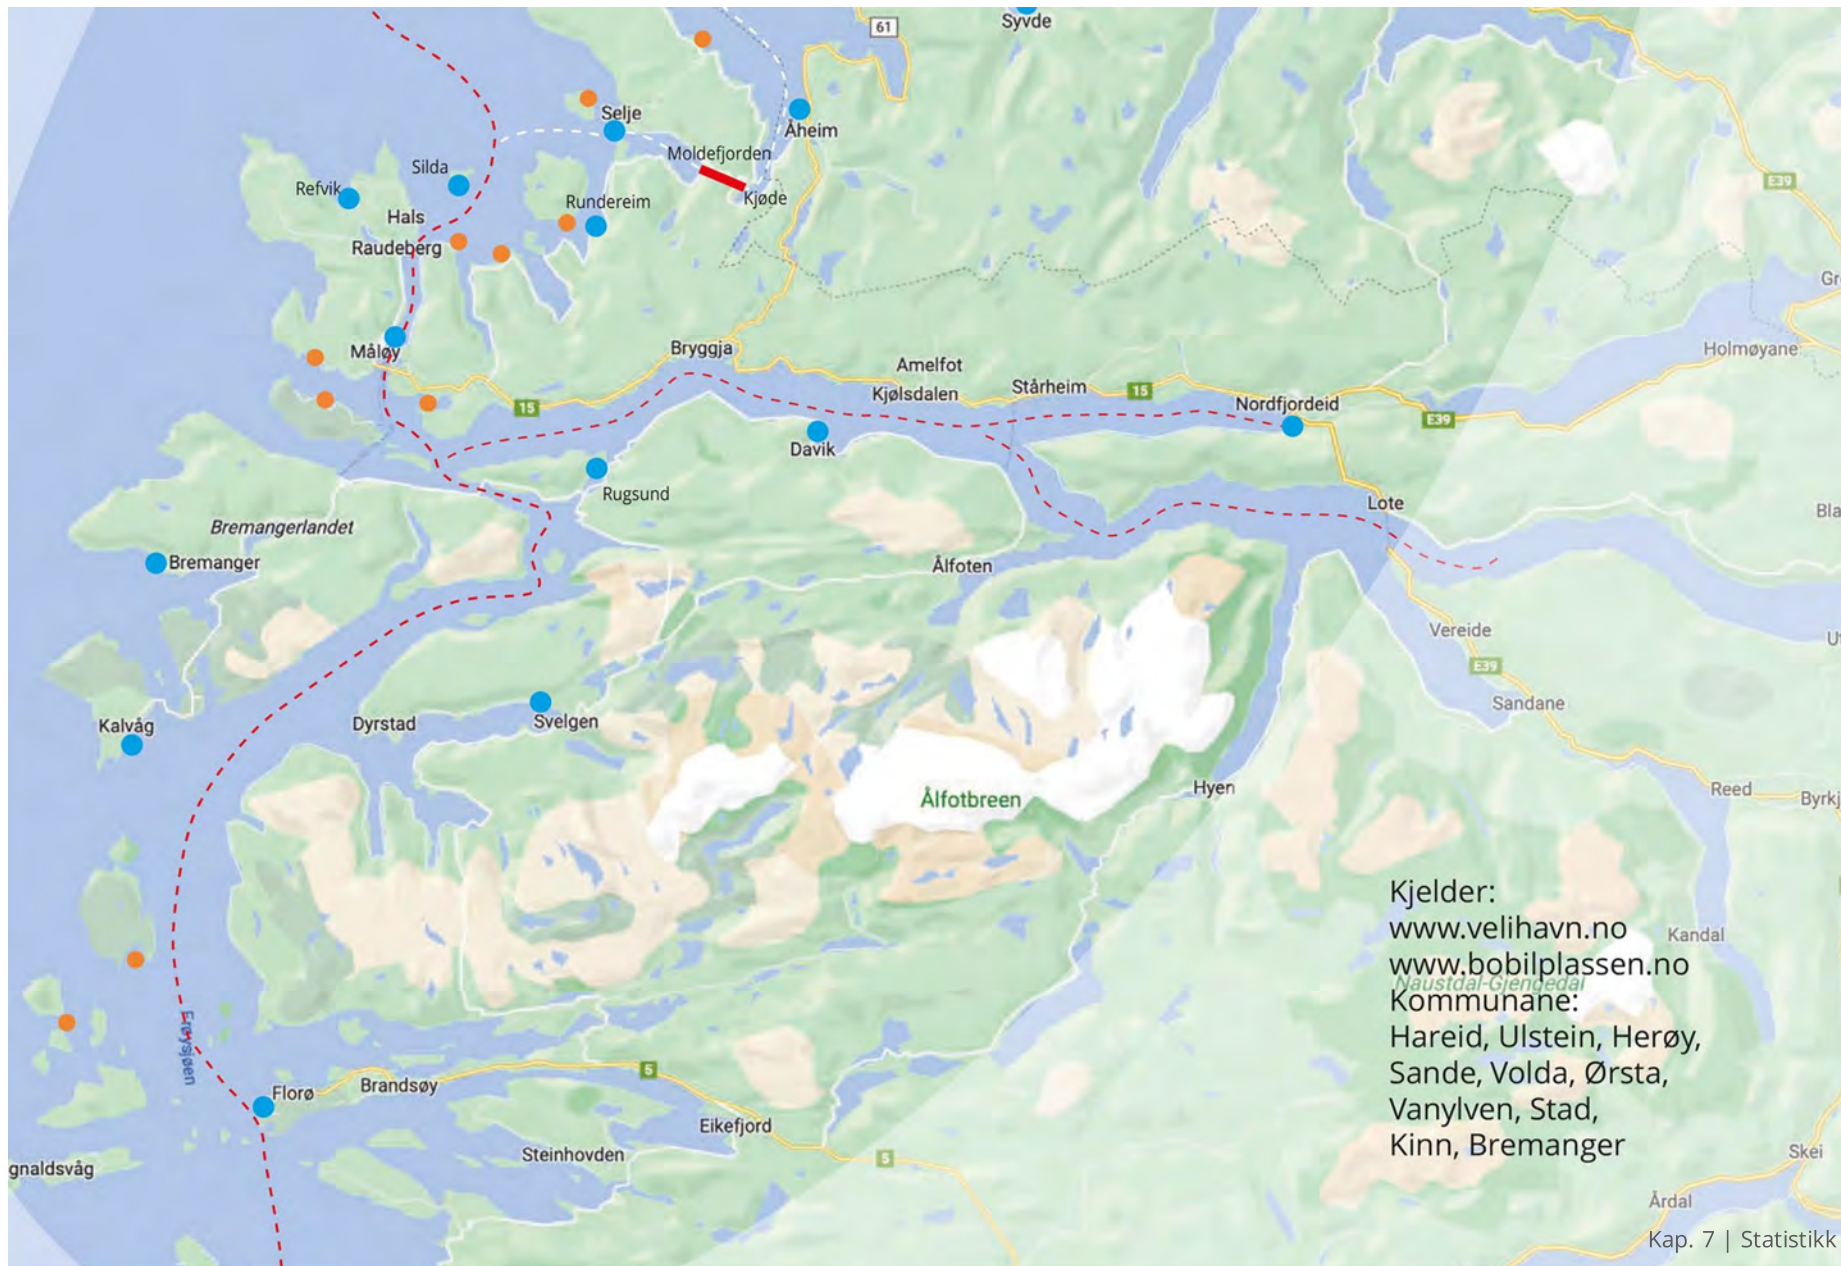 61
Syvde
Selje
Åheim
Moldefjorden
Silda
Refvik
Kjøde
E39
Rundereim
Hals
Raudeberg
Måløy
Bryggja
Holmøyane
Amelfot
Kjølsdalen
Stårheim
15
15
Nordfjordeid
E39
Davik
Rugsund
Lote
Bremangerlandet
Bremanger
Ålfoten
Vereide
E39
Sandane
Kalvåg
Dyrstad
Svelgen
Ålfotbreen
Hyen
Reed
Byrkj
Kjelder:
www.velihavn.no
www.bobilplassen.no
Naustdal-Gjengedal
Kommunane:
Hareid, Ulstein, Herøy,
Sande, Volda, Ørsta,
Vanylven, Stad,
Kinn, Bremanger
Kandal
Frøysjøen
Florø
Brandsøy
5
Eikefjord
Steinhovden
5
gnaldsvåg
Skei
Årdal
Kap. 7 | Statistikk